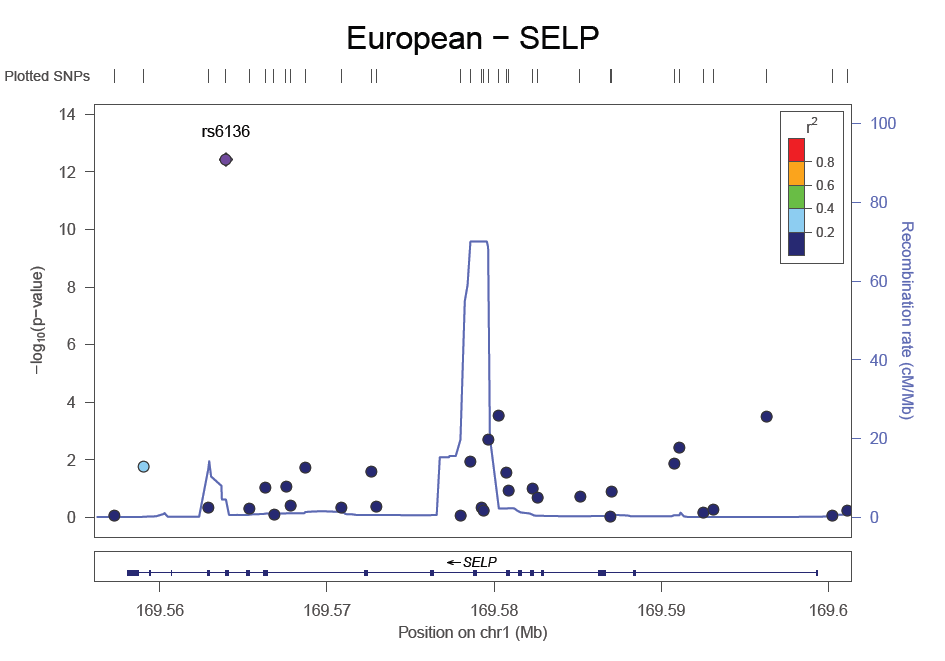 European − SELP
Plotted SNPs
rs6136
r2
0.8
0.6
0.4
0.2
14
12
10
8
6
4
2
0
−log10(p−value)
100
80
60
40
20
0
Recombination rate (cM/Mb)
←SELP
169.56 169.57 169.58 169.59 169.6
Position on chr1 (Mb)